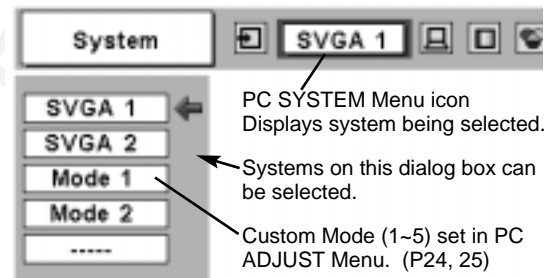 System
SVGA 1
SVGA 1
SVGA 2
Mode 1
Mode 2
-----
PC SYSTEM Menu icon
Displays system being selected.
Systems on this dialog box can
be selected.
Custom Mode (1~5) set in PC
ADJUST Menu. (P24, 25)